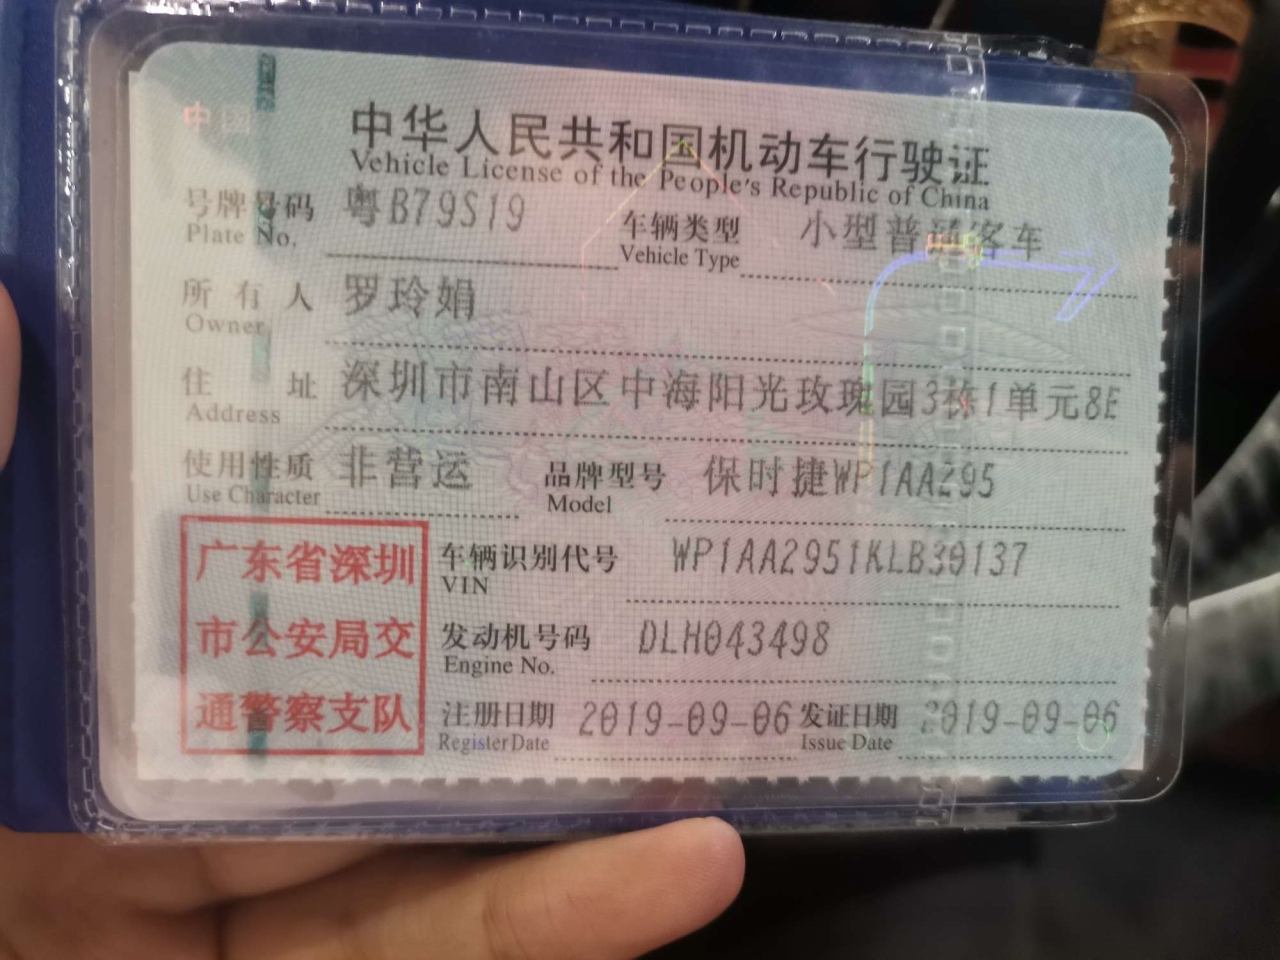 中国
中华人民共和国机动车行驶证
Vehicle License of the People's Republic of China
号牌号码 粤B79S19 车辆类型 小型普通客车
Plate No. Vehicle Type
所有人 罗玲娟
Owner
住址 深圳市南山区中海阳光玫瑰园3栋1单元8E
Address
使用性质 非营运 品牌型号 保时捷WP1AA295
Use Character Model
广东省深圳 车辆识别代号 WP1AA2951KLB30137
VIN
市公安局交 发动机号码 DLH043498
Engine No.
通警察支队 注册日期 2019-09-06 发证日期 2019-09-06
Register Date Issue Date